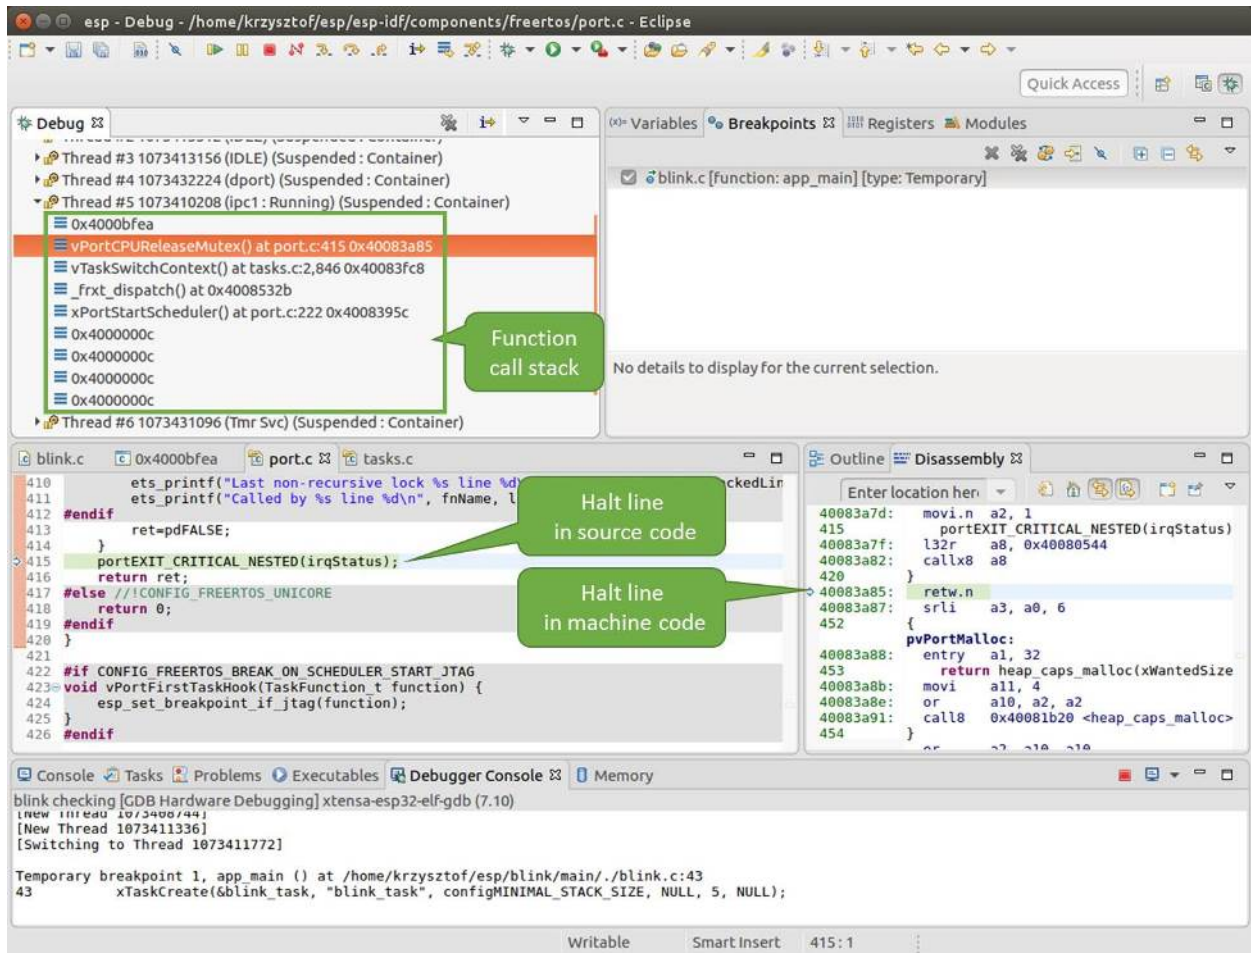 esp - Debug - /home/krzysztof/esp/esp-idf/components/freertos/port.c - Eclipse
Quick Access
Debug
Thread #3 1073413156 (IDLE) (Suspended : Container)
Thread #4 1073432224 (dport) (Suspended : Container)
Thread #5 1073410208 (ipc1 : Running) (Suspended : Container)
0x4000bfea
vPortCPUReleaseMutex() at port.c:415 0x40083a85
vTaskSwitchContext() at tasks.c:2,846 0x40083fc8
_frxt_dispatch() at 0x4008532b
xPortStartScheduler() at port.c:222 0x4008395c
0x4000000c
0x4000000c
0x4000000c
0x4000000c
Thread #6 1073431096 (Tmr Svc) (Suspended : Container)
Function
call stack
(x)= Variables Breakpoints Registers Modules
blink.c [function: app_main] [type: Temporary]
No details to display for the current selection.
blink.c 0x4000bfea port.c tasks.c
410 ets_printf("Last non-recursive lock %s line %d ckedLin
411 ets_printf("Called by %s line %d\n", fnName, l
412 #endif
413 ret=pdFALSE;
414 }
415 portEXIT_CRITICAL_NESTED(irqStatus);
416 return ret;
417 #else //!CONFIG_FREERTOS_UNICORE
418 return 0;
419 #endif
420 }
421
422 #if CONFIG_FREERTOS_BREAK_ON_SCHEDULER_START_JTAG
423 void vPortFirstTaskHook(TaskFunction_t function) {
424 esp_set_breakpoint_if_jtag(function);
425 }
426 #endif
Halt line
in source code
Halt line
in machine code
Outline Disassembly
Enter location her
40083a7d: movi.n a2, 1
415 portEXIT_CRITICAL_NESTED(irqStatus)
40083a7f: l32r a8, 0x40080544
40083a82: callx8 a8
420 }
40083a85: retw.n
40083a87: srli a3, a0, 6
452 {
pvPortMalloc:
40083a88: entry a1, 32
453 return heap_caps_malloc(xWantedSize
40083a8b: movi a11, 4
40083a8e: or a10, a2, a2
40083a91: call8 0x40081b20 <heap_caps_malloc>
454 }
or a2, a10, a10
Console Tasks Problems Executables Debugger Console Memory
blink checking [GDB Hardware Debugging] xtensa-esp32-elf-gdb (7.10)
[New Thread 1073408744]
[New Thread 1073411336]
[Switching to Thread 1073411772]
Temporary breakpoint 1, app_main () at /home/krzysztof/esp/blink/main/./blink.c:43
43 xTaskCreate(&blink_task, "blink_task", configMINIMAL_STACK_SIZE, NULL, 5, NULL);
Writable Smart Insert 415 : 1